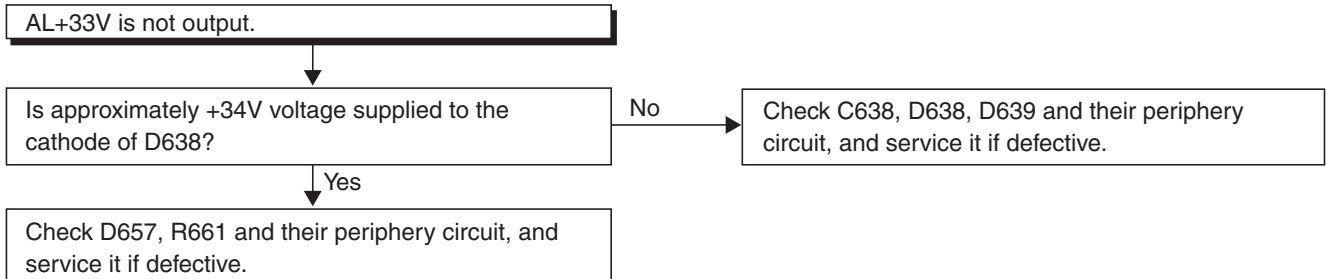 AL+33V is not output.
Is approximately +34V voltage supplied to the
cathode of D638?
No
Check C638, D638, D639 and their periphery
circuit, and service it if defective.
Yes
Check D657, R661 and their periphery circuit, and
service it if defective.